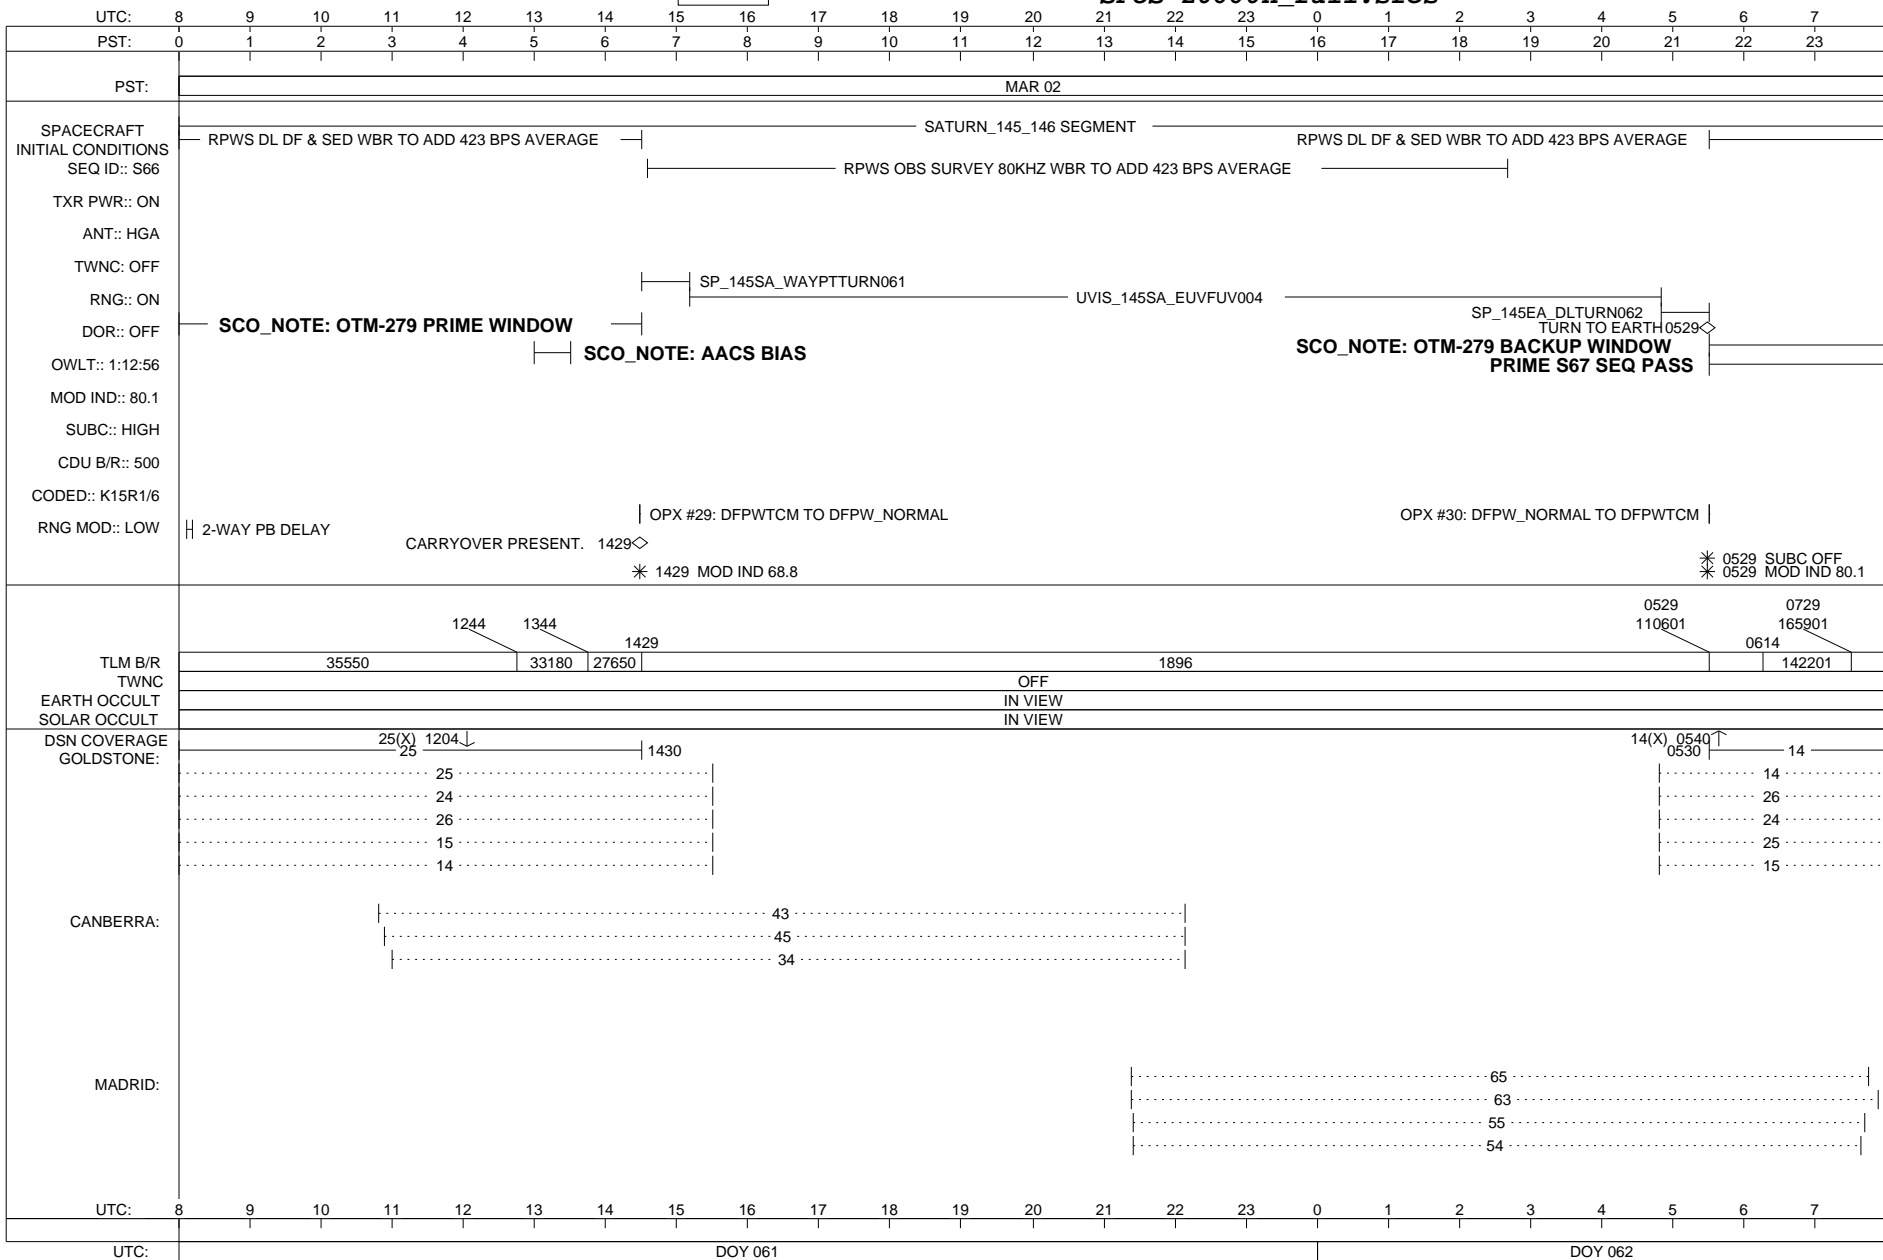 UTC: 8 9 10 11 12 13 14 15 16 17 18 19 20 21 22 23 0 1 2 3 4 5 6 7
PST: 0 1 2 3 4 5 6 7 8 9 10 11 12 13 14 15 16 17 18 19 20 21 22 23
PST: MAR 02
SPACECRAFT
INITIAL CONDITIONS
SATURN_145_146 SEGMENT
RPWS DL DF & SED WBR TO ADD 423 BPS AVERAGE
RPWS DL DF & SED WBR TO ADD 423 BPS AVERAGE
SEQ ID:: S66
RPWS OBS SURVEY 80KHZ WBR TO ADD 423 BPS AVERAGE
TXR PWR:: ON
ANT:: HGA
TWNC: OFF
SP_145SA_WAYPTTURN061
RNG:: ON
UVIS_145SA_EUVFUV004
SP_145EA_DLTURN062
DOR:: OFF
SCO_NOTE: OTM-279 PRIME WINDOW
TURN TO EARTH 0529
SCO_NOTE: AACS BIAS
SCO_NOTE: OTM-279 BACKUP WINDOW
OWLT:: 1:12:56
PRIME S67 SEQ PASS
MOD IND:: 80.1
SUBC:: HIGH
CDU B/R:: 500
CODED:: K15R1/6
OPX #29: DFPWTCM TO DFPW_NORMAL
OPX #30: DFPW_NORMAL TO DFPWTCM
RNG MOD:: LOW
2-WAY PB DELAY
CARRYOVER PRESENT. 1429
0529 SUBC OFF
1429 MOD IND 68.8
0529 MOD IND 80.1
0529 0729
1244 1344 110601 165901
1429 0614
TLM B/R 35550 33180 27650 1896 142201
TWNC OFF
EARTH OCCULT IN VIEW
SOLAR OCCULT IN VIEW
DSN COVERAGE
25(X) 1204
14(X) 0540
GOLDSTONE: 25 1430 0530 14
25 14
24 26
26 24
15 25
14 15
CANBERRA: 43
45
34
MADRID: 65
63
55
54
UTC: 8 9 10 11 12 13 14 15 16 17 18 19 20 21 22 23 0 1 2 3 4 5 6 7
UTC: DOY 061 DOY 062